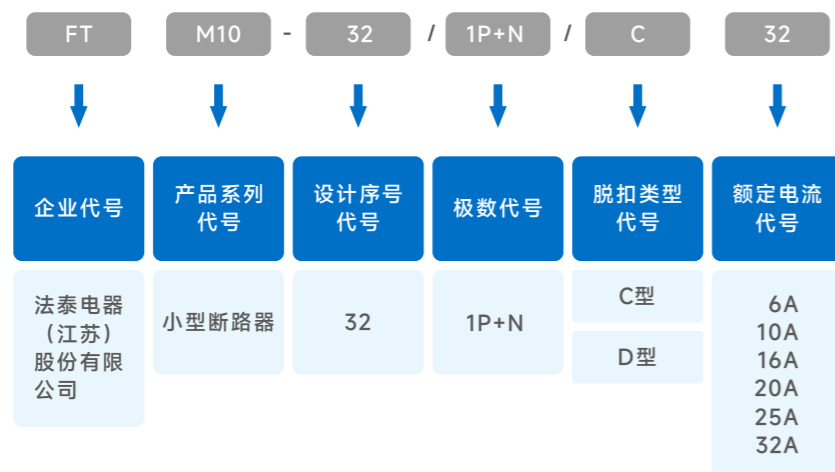 FT M10 - 32 / 1P+N / C 32
企业代号
产品系列
代号
设计序号
代号
极数代号
脱扣类型
代号
额定电流
代号
法泰电器
（江苏）
股份有限
公司
小型断路器
32
1P+N
C型
D型
6A
10A
16A
20A
25A
32A